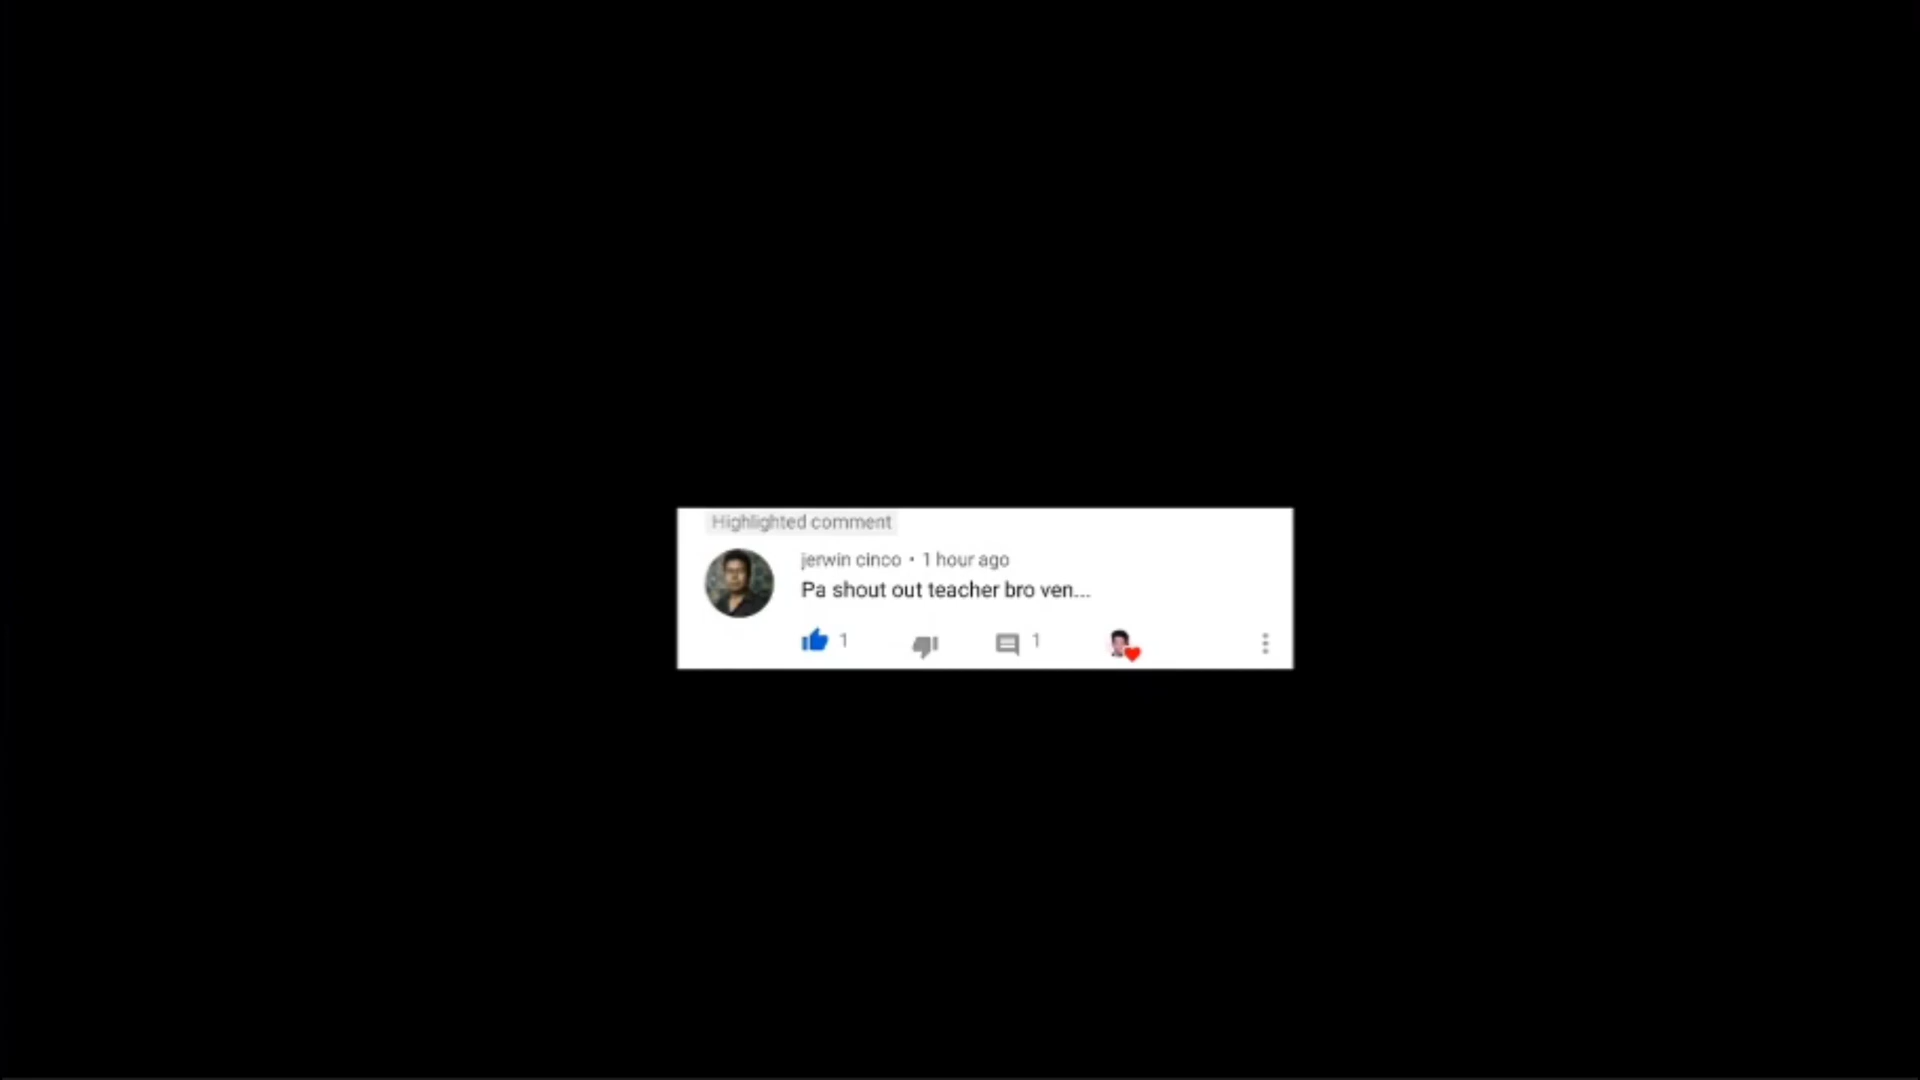 Highlighted comment
jerwin cinco • 1 hour ago
Pa shout out teacher bro ven...
1 1